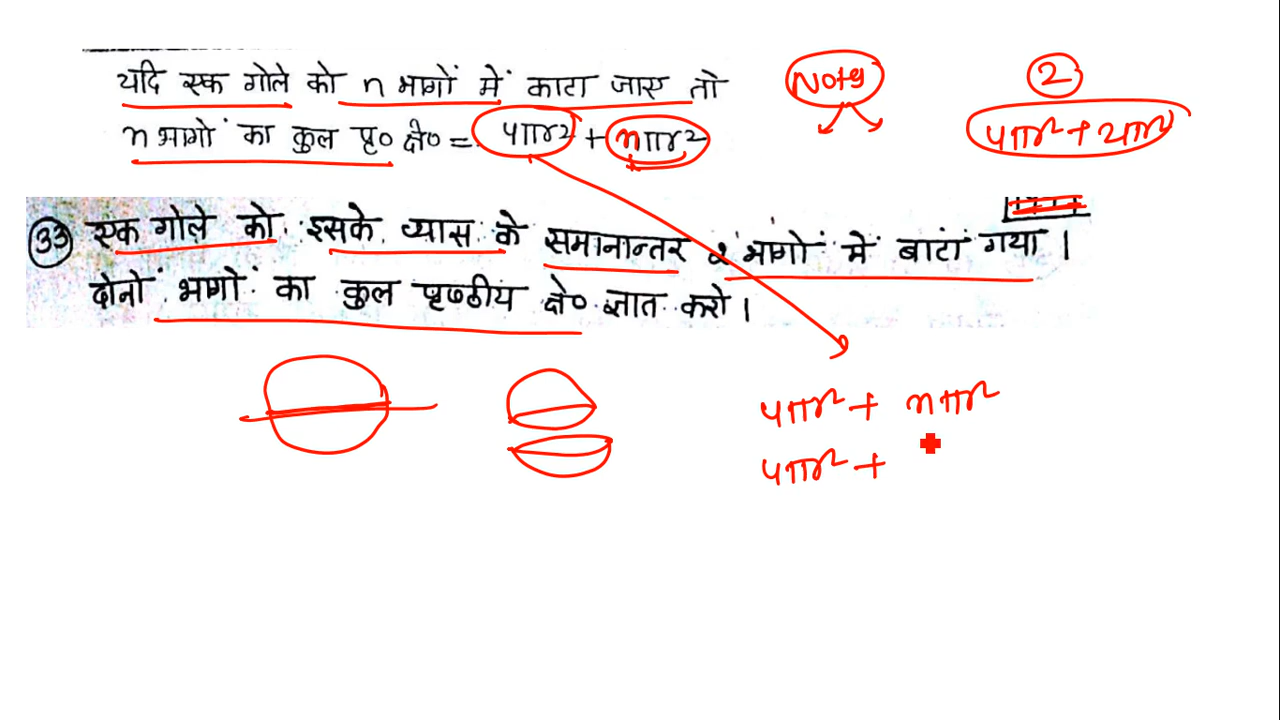 यदि एक गोले को n भागों में काटा जाए तो
n भागों का कुल पृ० क्षे० = 4πr² + nπr²
Note
2
4πr² + 2πr²
33 एक गोले को इसके व्यास के समानान्तर 2 भागों में बाटां गया।
दोनों भागों का कुल पृष्ठीय क्षे० ज्ञात करो।
4πr² + nπr²
4πr² +